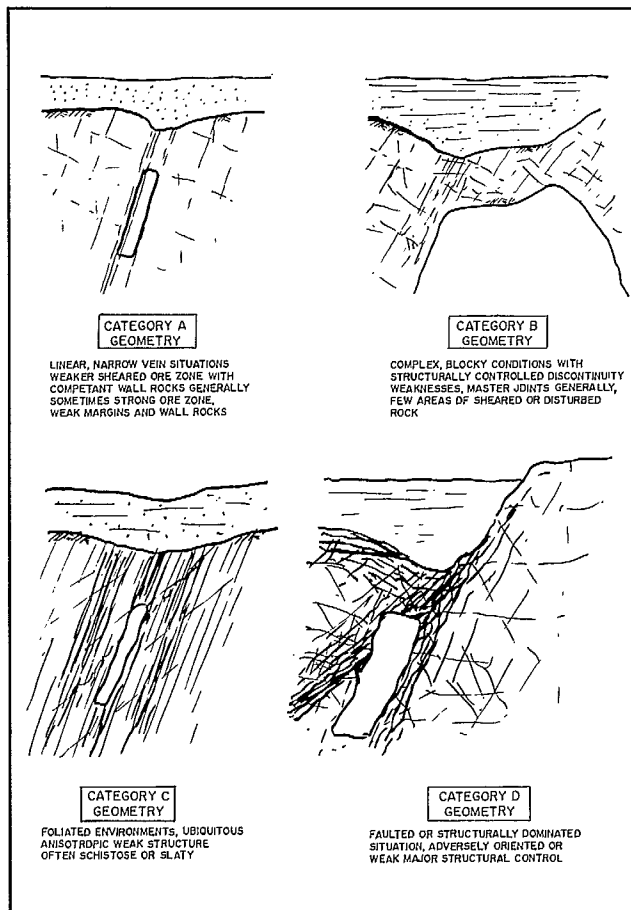 CATEGORY A
GEOMETRY
LINEAR, NARROW VEIN SITUATIONS
WEAKER SHEARED ORE ZONE WITH
COMPETANT WALL ROCKS GENERALLY
SOMETIMES STRONG ORE ZONE,
WEAK MARGINS AND WALL ROCKS
CATEGORY B
GEOMETRY
COMPLEX, BLOCKY CONDITIONS WITH
STRUCTURALLY CONTROLLED DISCONTINUITY
WEAKNESSES, MASTER JOINTS GENERALLY,
FEW AREAS OF SHEARED OR DISTURBED
ROCK
CATEGORY C
GEOMETRY
FOLIATED ENVIRONMENTS, UBIQUITOUS
ANISOTROPIC WEAK STRUCTURE
OFTEN SCHISTOSE OR SLATY
CATEGORY D
GEOMETRY
FAULTED OR STRUCTURALLY DOMINATED
SITUATION, ADVERSELY ORIENTED OR
WEAK MAJOR STRUCTURAL CONTROL